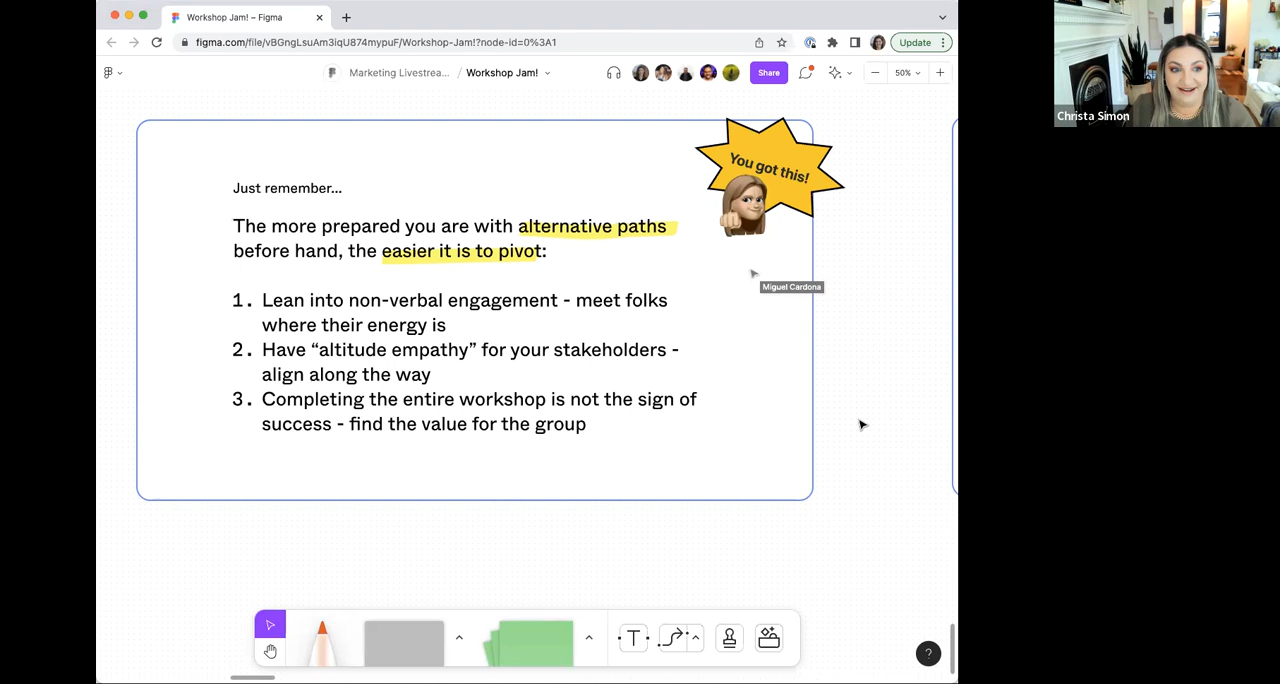 Workshop Jam! – Figma
figma.com/file/vBGngLsuAm3iqU874mypuF/Workshop-Jam!?node-id=0%3A1
Update
Marketing Livestrea... / Workshop Jam!
Share
50%
Christa Simon
You got this!
Just remember...
The more prepared you are with alternative paths
before hand, the easier it is to pivot:
1. Lean into non-verbal engagement - meet folks
where their energy is
2. Have “altitude empathy” for your stakeholders -
align along the way
3. Completing the entire workshop is not the sign of
success - find the value for the group
Miguel Cardona
T
?